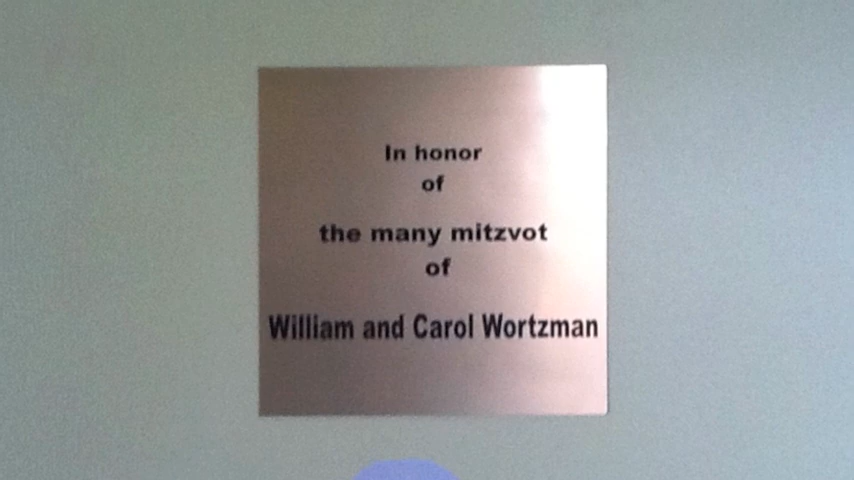 In honor
of
the many mitzvot
of
William and Carol Wortzman